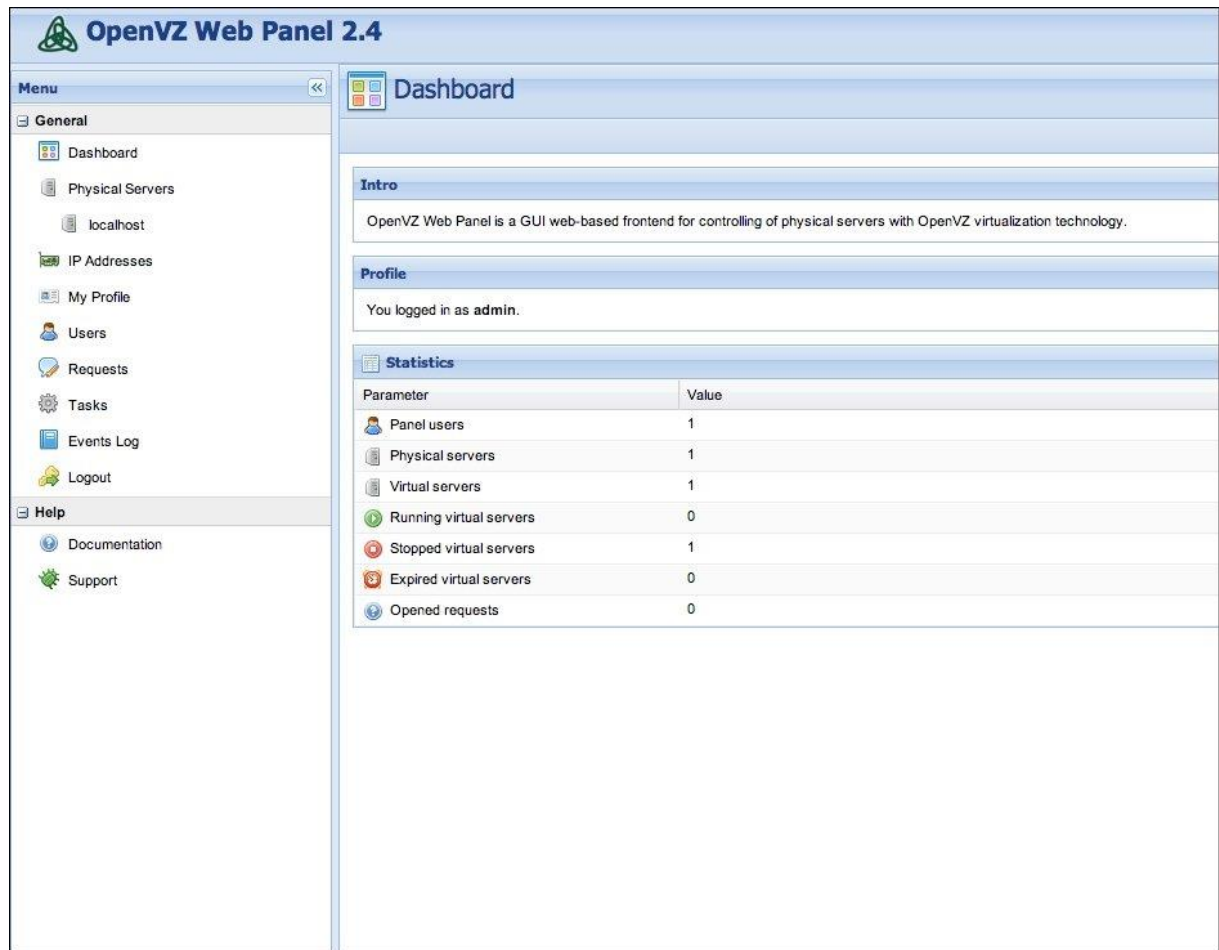 OpenVZ Web Panel 2.4
Menu
General
Dashboard
Physical Servers
localhost
IP Addresses
My Profile
Users
Requests
Tasks
Events Log
Logout
Help
Documentation
Support
Dashboard
Intro
OpenVZ Web Panel is a GUI web-based frontend for controlling of physical servers with OpenVZ virtualization technology.
Profile
You logged in as admin.
Statistics
Parameter Value
Panel users 1
Physical servers 1
Virtual servers 1
Running virtual servers 0
Stopped virtual servers 1
Expired virtual servers 0
Opened requests 0